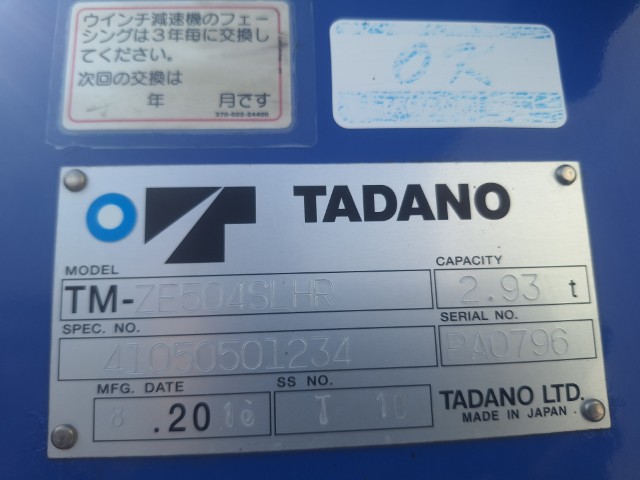 ウインチ減速機のフェー
シングは3年毎に交換し
てください。
次回の交換は
年 月です
370-002-24400
OK
TADANO
MODEL
TM-ZE504SLHR
CAPACITY
2.93 t
SPEC. NO.
41050501234
SERIAL NO.
PA0796
MFG. DATE
8 .2016
SS NO.
T 10
TADANO LTD.
MADE IN JAPAN